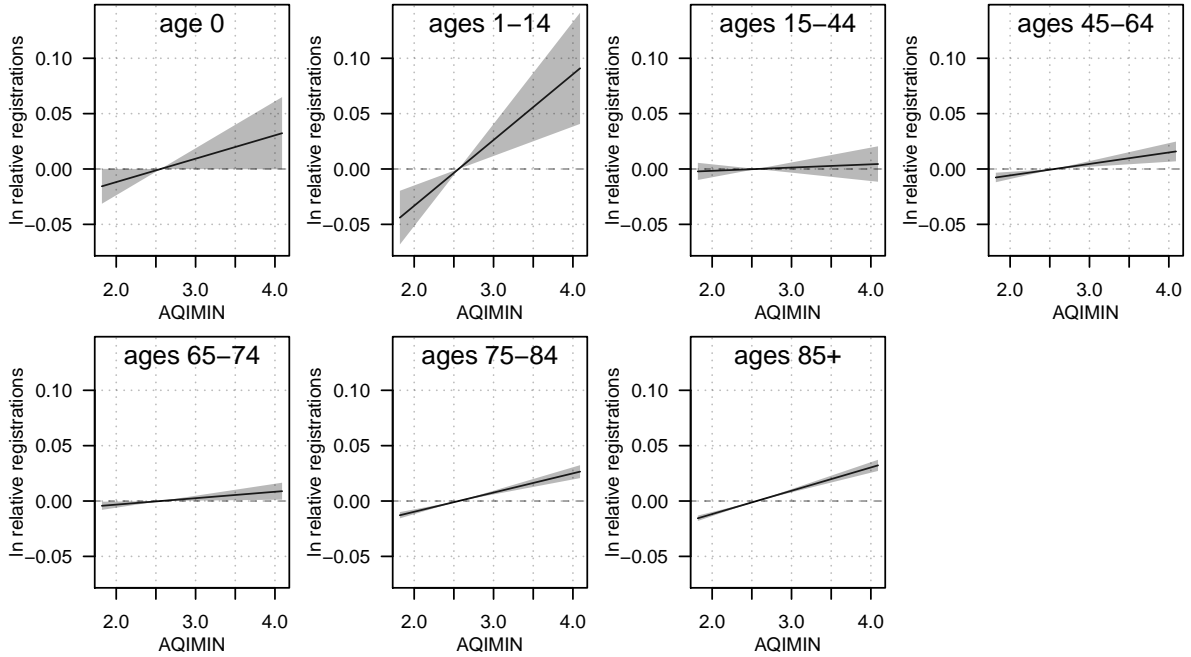 age 0
ages 1−14
ages 15−44
ages 45−64
ln relative registrations
0.10
0.05
0.00
−0.05
ln relative registrations
0.10
0.05
0.00
−0.05
ln relative registrations
0.10
0.05
0.00
−0.05
ln relative registrations
0.10
0.05
0.00
−0.05
2.0 3.0 4.0
2.0 3.0 4.0
2.0 3.0 4.0
2.0 3.0 4.0
AQIMIN
AQIMIN
AQIMIN
AQIMIN
ages 65−74
ages 75−84
ages 85+
ln relative registrations
0.10
0.05
0.00
−0.05
ln relative registrations
0.10
0.05
0.00
−0.05
ln relative registrations
0.10
0.05
0.00
−0.05
2.0 3.0 4.0
2.0 3.0 4.0
2.0 3.0 4.0
AQIMIN
AQIMIN
AQIMIN